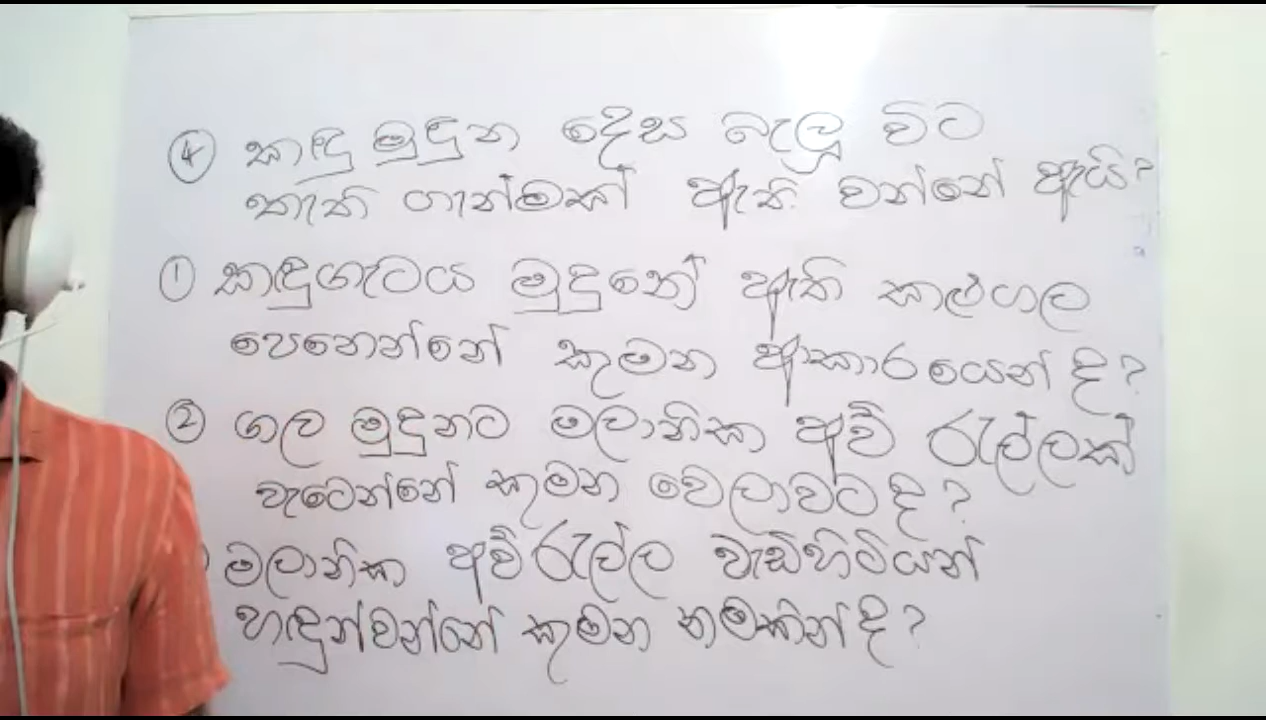 ④ කඳු මුදුන දෙස බැලූ විට
තැති ගැන්මක් ඇති වන්නේ ඇයි?
① කඳුගැටය මුදුනේ ඇති කළුගල
පෙනෙන්නේ කුමන ආකාරයෙන් ද?
② ගල මුදුනට මලානික අව් රැල්ලක්
වැටෙන්නේ කුමන වෙලාවට ද?
මලානික අව් රැල්ල වැඩිහිටියන්
හඳුන්වන්නේ කුමන නමකින් ද?